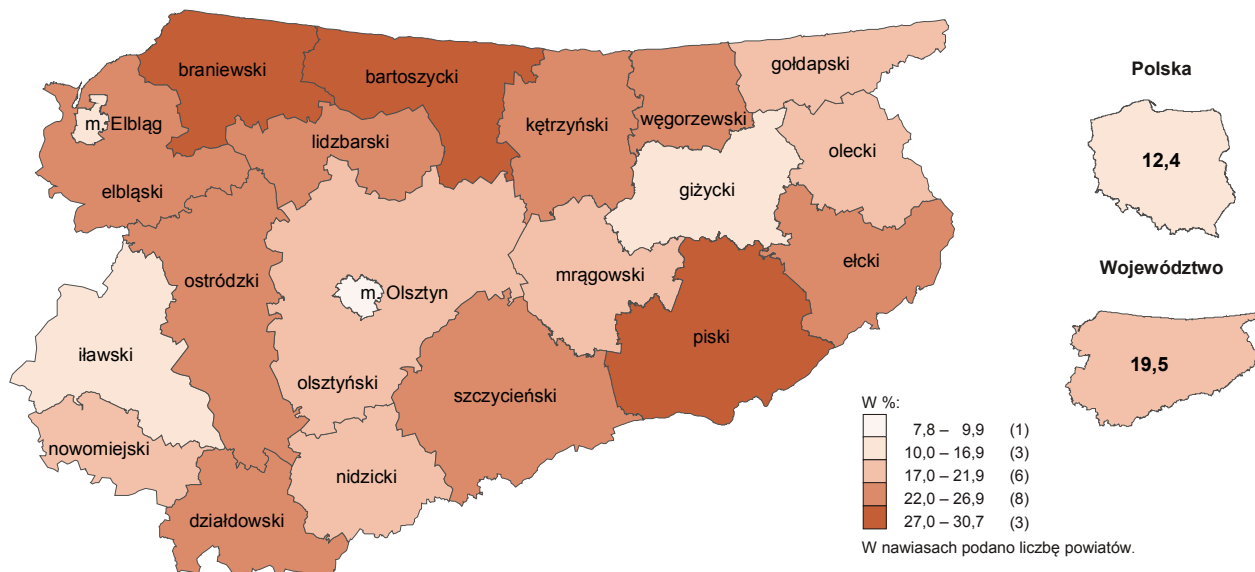 braniewski
bartoszycki
gołdapski
m. Elbląg
lidzbarski
kętrzyński
węgorzewski
olecki
elbląski
giżycki
ostródzki
m. Olsztyn
mrągowski
ełcki
iławski
olsztyński
szczycieński
piski
nowomiejski
nidzicki
działdowski
Polska
12,4
Województwo
19,5
W %:
7,8 – 9,9 (1)
10,0 – 16,9 (3)
17,0 – 21,9 (6)
22,0 – 26,9 (8)
27,0 – 30,7 (3)
W nawiasach podano liczbę powiatów.